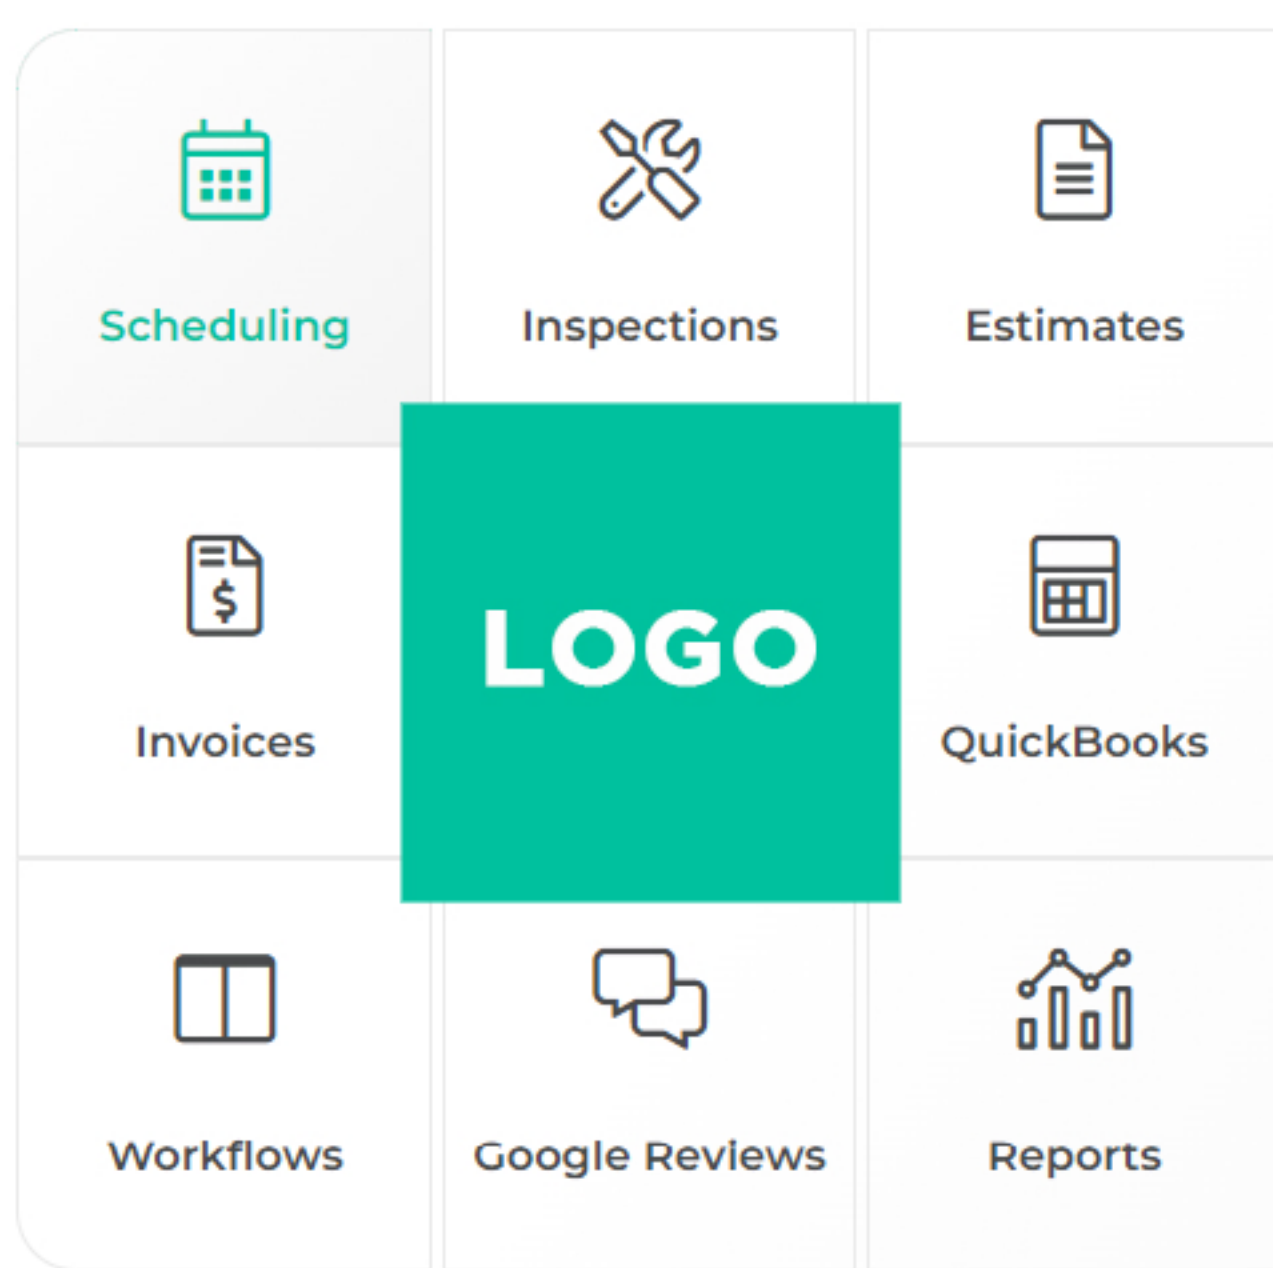 Scheduling
Inspections
Estimates
Invoices
$
LOGO
QuickBooks
Workflows
Google Reviews
Reports